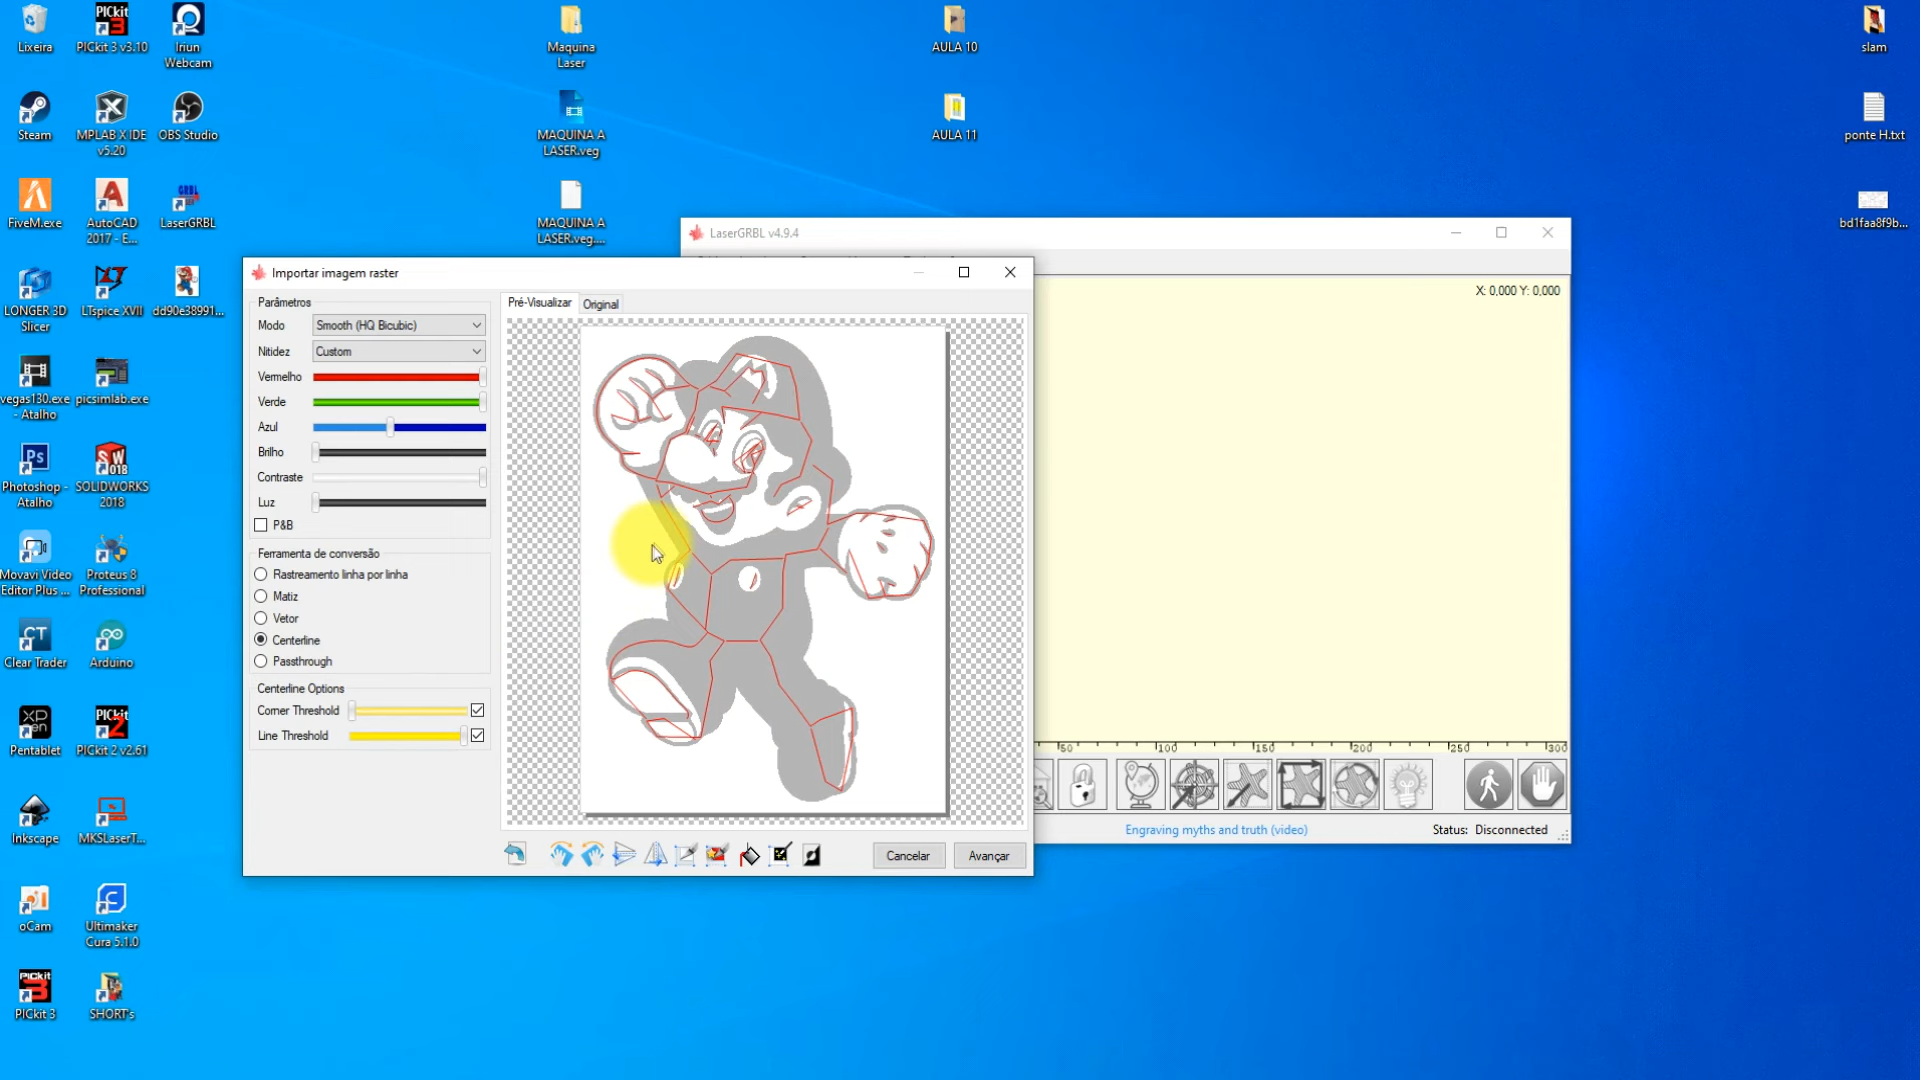 Lixeira
PICkit 3 v3.10
Iriun
Webcam
Maquina
Laser
AULA 10
slam
Steam
MPLAB X IDE
v5.20
OBS Studio
MAQUINA A
LASER.veg
AULA 11
ponte H.txt
FiveM.exe
AutoCAD
2017 - E...
GRBL
LaserGRBL
MAQUINA A
LASER.veg....
bd1faa8f9b...
LaserGRBL v4.9.4
Importar imagem raster
LONGER 3D
Slicer
LTspice XVII
dd90e38991...
Parâmetros
Modo
Smooth (HQ Bicubic)
Nitidez
Custom
Vermelho
Verde
Azul
Brilho
Contraste
Luz
P&B
Ferramenta de conversão
Rastreamento linha por linha
Matiz
Vetor
Centerline
Passthrough
Centerline Options
Corner Threshold
Line Threshold
Pré-Visualizar
Original
Cancelar
Avançar
X: 0,000 Y: 0,000
50
100
150
200
250
300
Engraving myths and truth (video)
Status: Disconnected
vegas130.exe
- Atalho
picsimlab.exe
Photoshop -
Atalho
SOLIDWORKS
2018
Movavi Video
Editor Plus ...
Proteus 8
Professional
Clear Trader
Arduino
Pentablet
PICkit 2 v2.61
Inkscape
MKSLaserT...
oCam
Ultimaker
Cura 5.1.0
PICkit 3
SHORT's